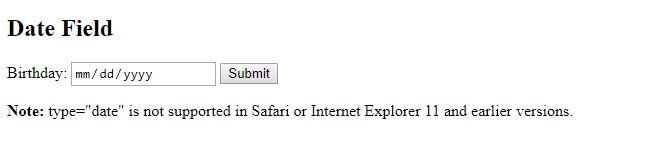 Date Field
Birthday: mm/dd/yyyy Submit
Note: type="date" is not supported in Safari or Internet Explorer 11 and earlier versions.